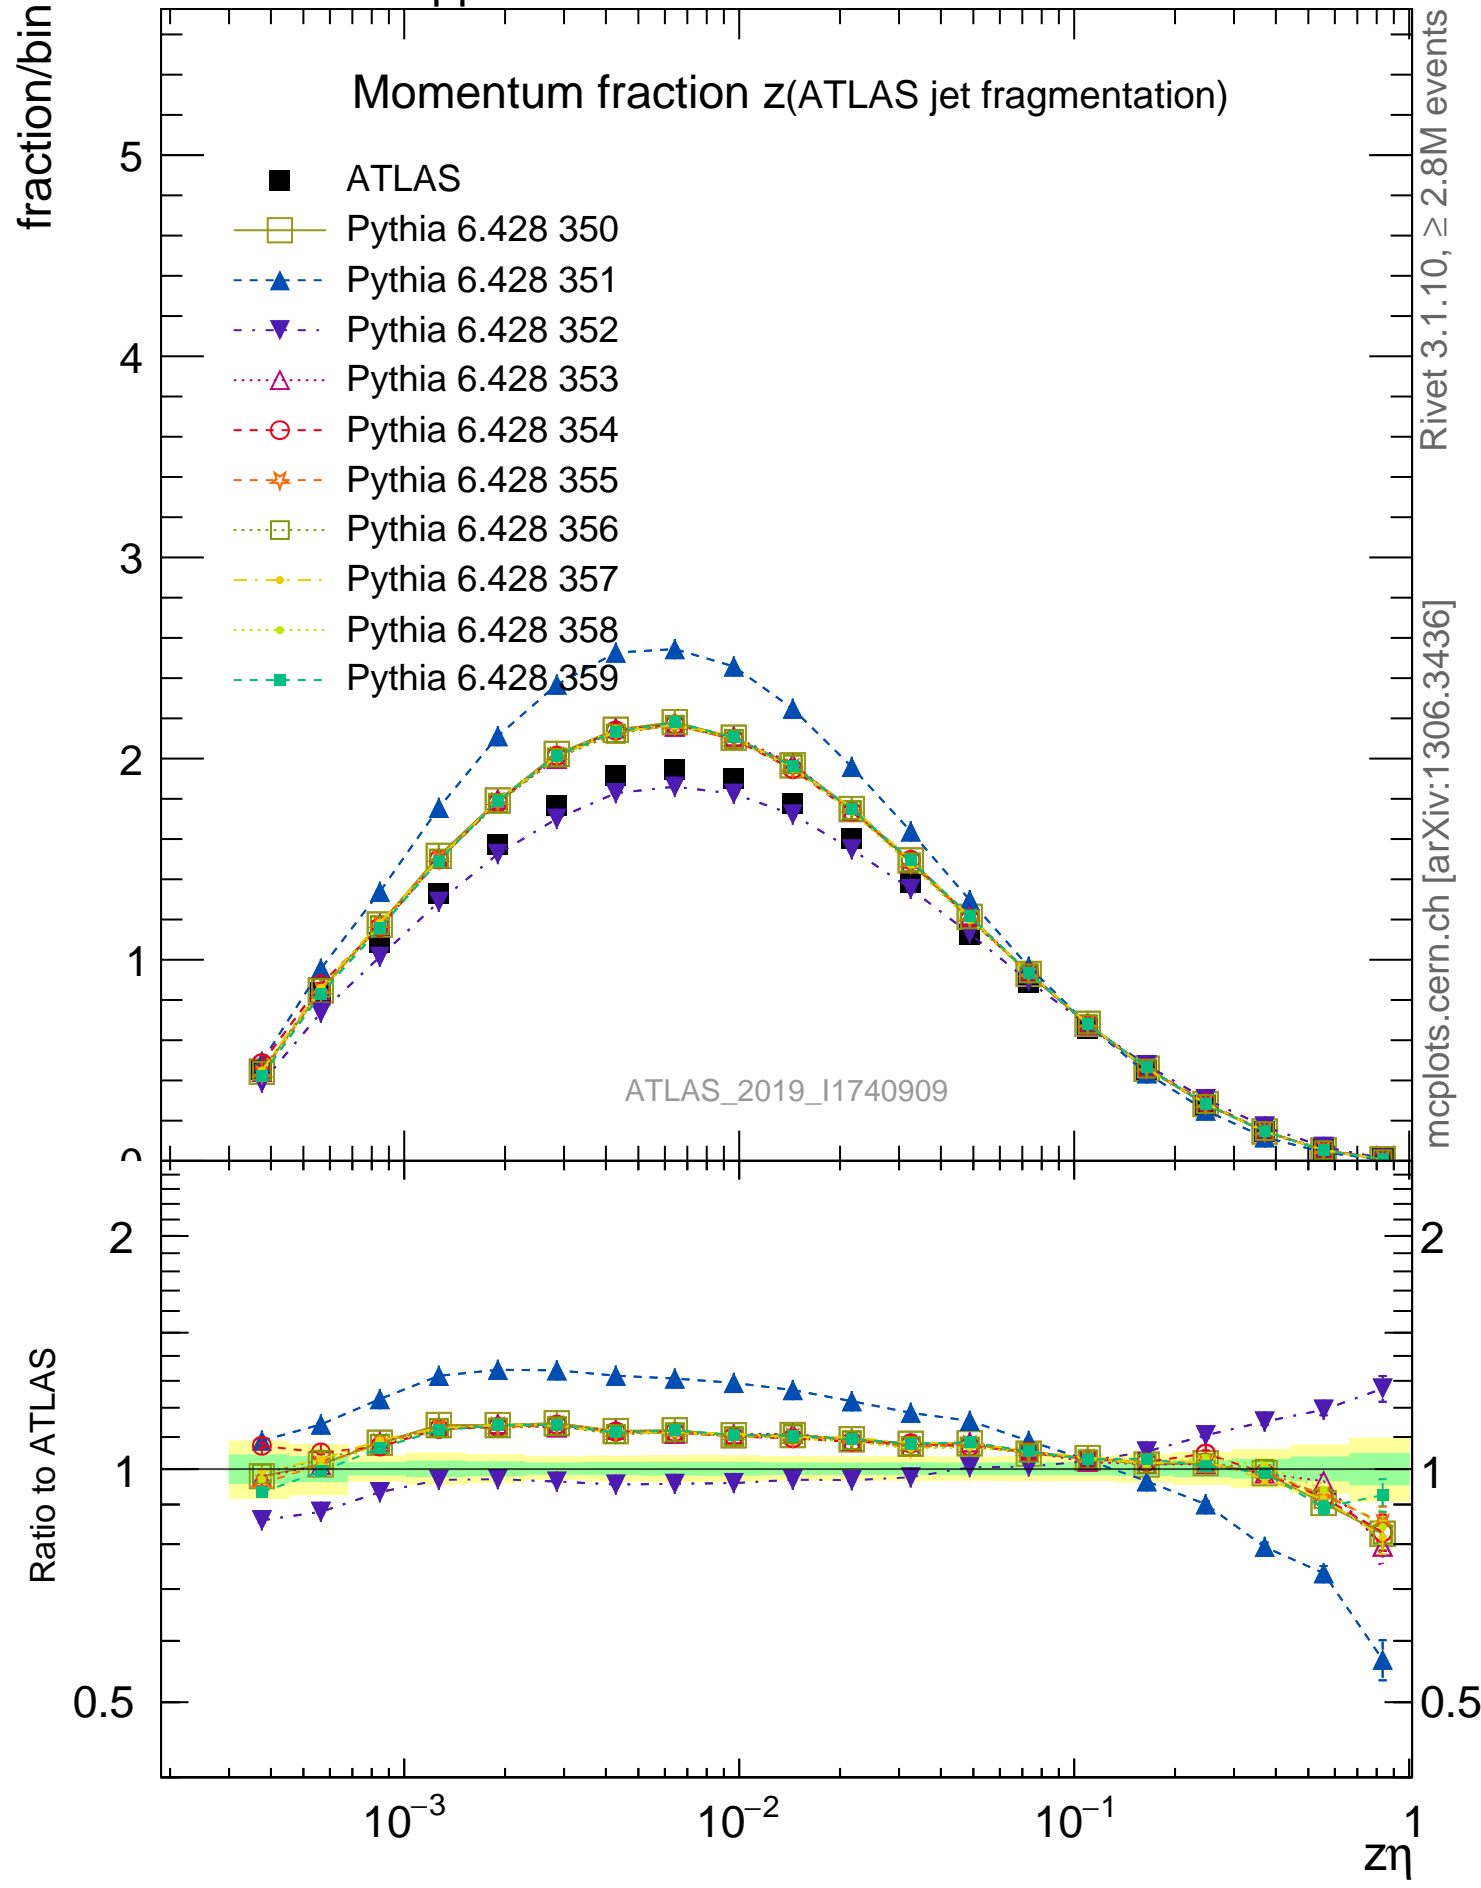 fraction/bin
Momentum fraction z(ATLAS jet fragmentation)
ATLAS
Pythia 6.428 350
Pythia 6.428 351
Pythia 6.428 352
Pythia 6.428 353
Pythia 6.428 354
Pythia 6.428 355
Pythia 6.428 356
Pythia 6.428 357
Pythia 6.428 358
Pythia 6.428 359
5
4
3
2
1
0
ATLAS_2019_I1740909
Rivet 3.1.10, ≥ 2.8M events
mcplots.cern.ch [arXiv:1306.3436]
Ratio to ATLAS
2
1
0.5
2
1
0.5
10⁻³
10⁻²
10⁻¹
1
zη